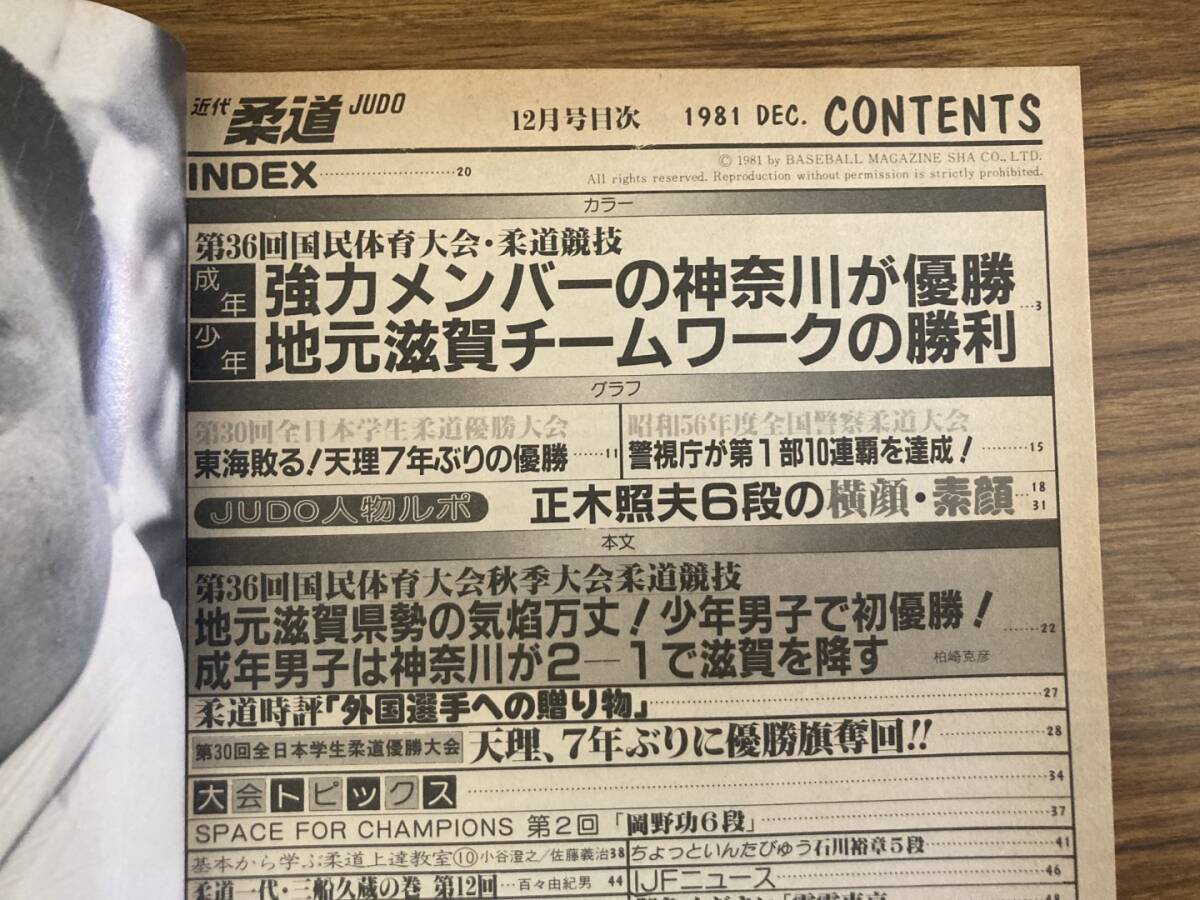 近代 柔道 JUDO 12月号目次 1981 DEC. CONTENTS
© 1981 by BASEBALL MAGAZINE SHA CO., LTD.
All rights reserved. Reproduction without permission is strictly prohibited.
INDEX………20
カラー
第36回国民体育大会・柔道競技
成年 強力メンバーの神奈川が優勝
少年 地元滋賀チームワークの勝利 …3
グラフ
第30回全日本学生柔道優勝大会
東海敗る!天理7年ぶりの優勝……11
昭和56年度全国警察柔道大会
警視庁が第1部10連覇を達成!………15
JUDO人物ルポ 正木照夫6段の横顔・素顔…18 31
本文
第36回国民体育大会秋季大会柔道競技
地元滋賀県勢の気焰万丈!少年男子で初優勝!
成年男子は神奈川が2―1で滋賀を降す 柏崎克彦 ……22
柔道時評「外国選手への贈り物」………27
第30回全日本学生柔道優勝大会 天理、7年ぶりに優勝旗奪回!!………28
大会トピックス………34
SPACE FOR CHAMPIONS 第2回「岡野功6段」………37
基本から学ぶ柔道上達教室⑩小谷澄之/佐藤義治38
ちょっといんたびゅう石川裕章5段………41
柔道一代・三船久蔵の巻 第12回…百々由紀男 44
IJFニュース………46
48